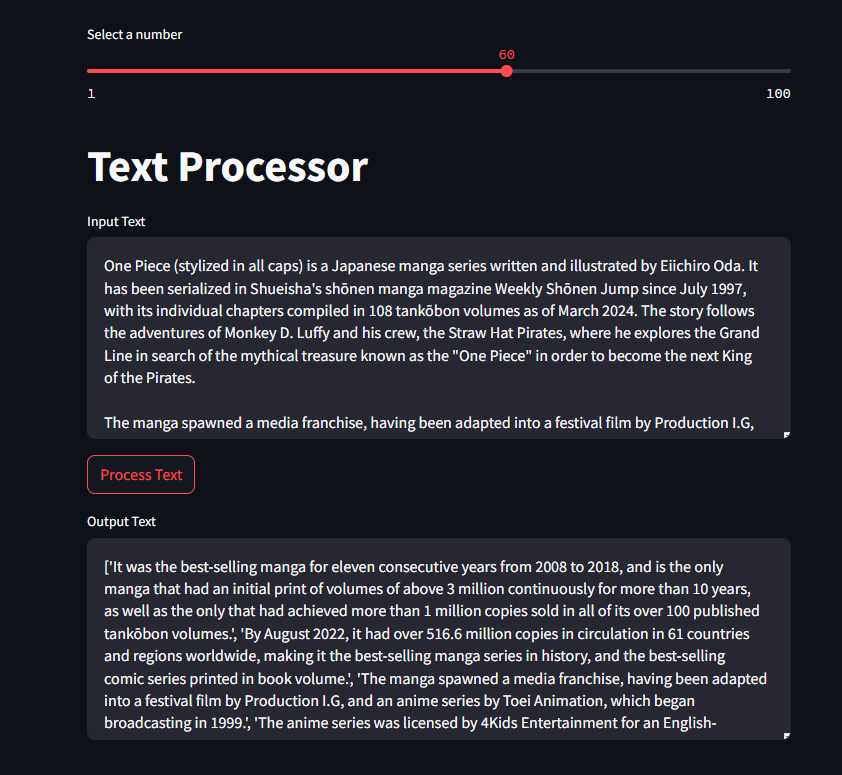 Select a number
60
1
100
Text Processor
Input Text
One Piece (stylized in all caps) is a Japanese manga series written and illustrated by Eiichiro Oda. It
has been serialized in Shueisha's shōnen manga magazine Weekly Shōnen Jump since July 1997,
with its individual chapters compiled in 108 tankōbon volumes as of March 2024. The story follows
the adventures of Monkey D. Luffy and his crew, the Straw Hat Pirates, where he explores the Grand
Line in search of the mythical treasure known as the "One Piece" in order to become the next King
of the Pirates.
The manga spawned a media franchise, having been adapted into a festival film by Production I.G,
Process Text
Output Text
['It was the best-selling manga for eleven consecutive years from 2008 to 2018, and is the only
manga that had an initial print of volumes of above 3 million continuously for more than 10 years,
as well as the only that had achieved more than 1 million copies sold in all of its over 100 published
tankōbon volumes.', 'By August 2022, it had over 516.6 million copies in circulation in 61 countries
and regions worldwide, making it the best-selling manga series in history, and the best-selling
comic series printed in book volume.', 'The manga spawned a media franchise, having been adapted
into a festival film by Production I.G, and an anime series by Toei Animation, which began
broadcasting in 1999.', 'The anime series was licensed by 4Kids Entertainment for an English-